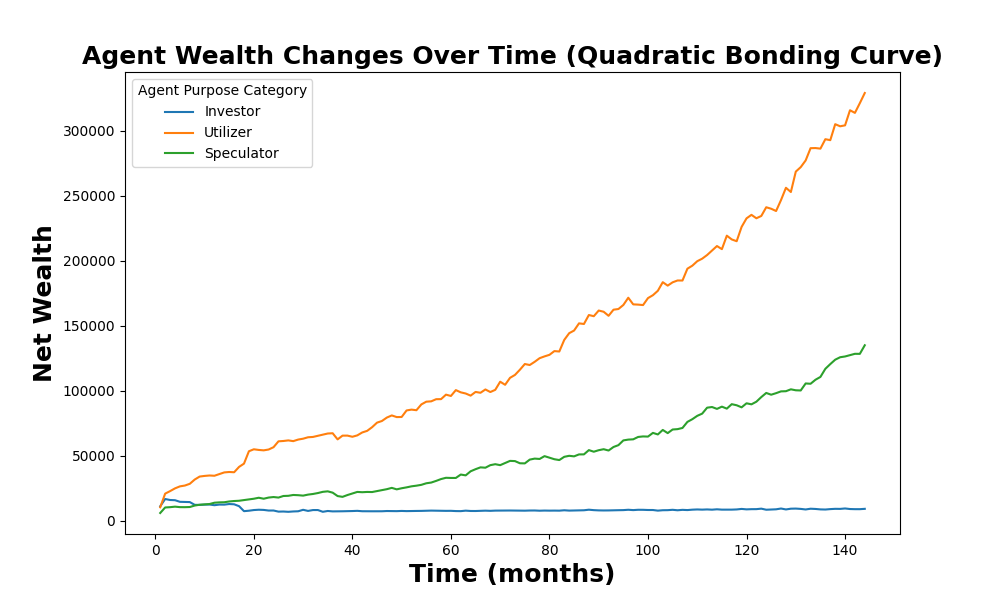 Agent Wealth Changes Over Time (Quadratic Bonding Curve)
Agent Purpose Category
Investor
Utilizer
Speculator
Net Wealth
300000
250000
200000
150000
100000
50000
0
0 20 40 60 80 100 120 140
Time (months)